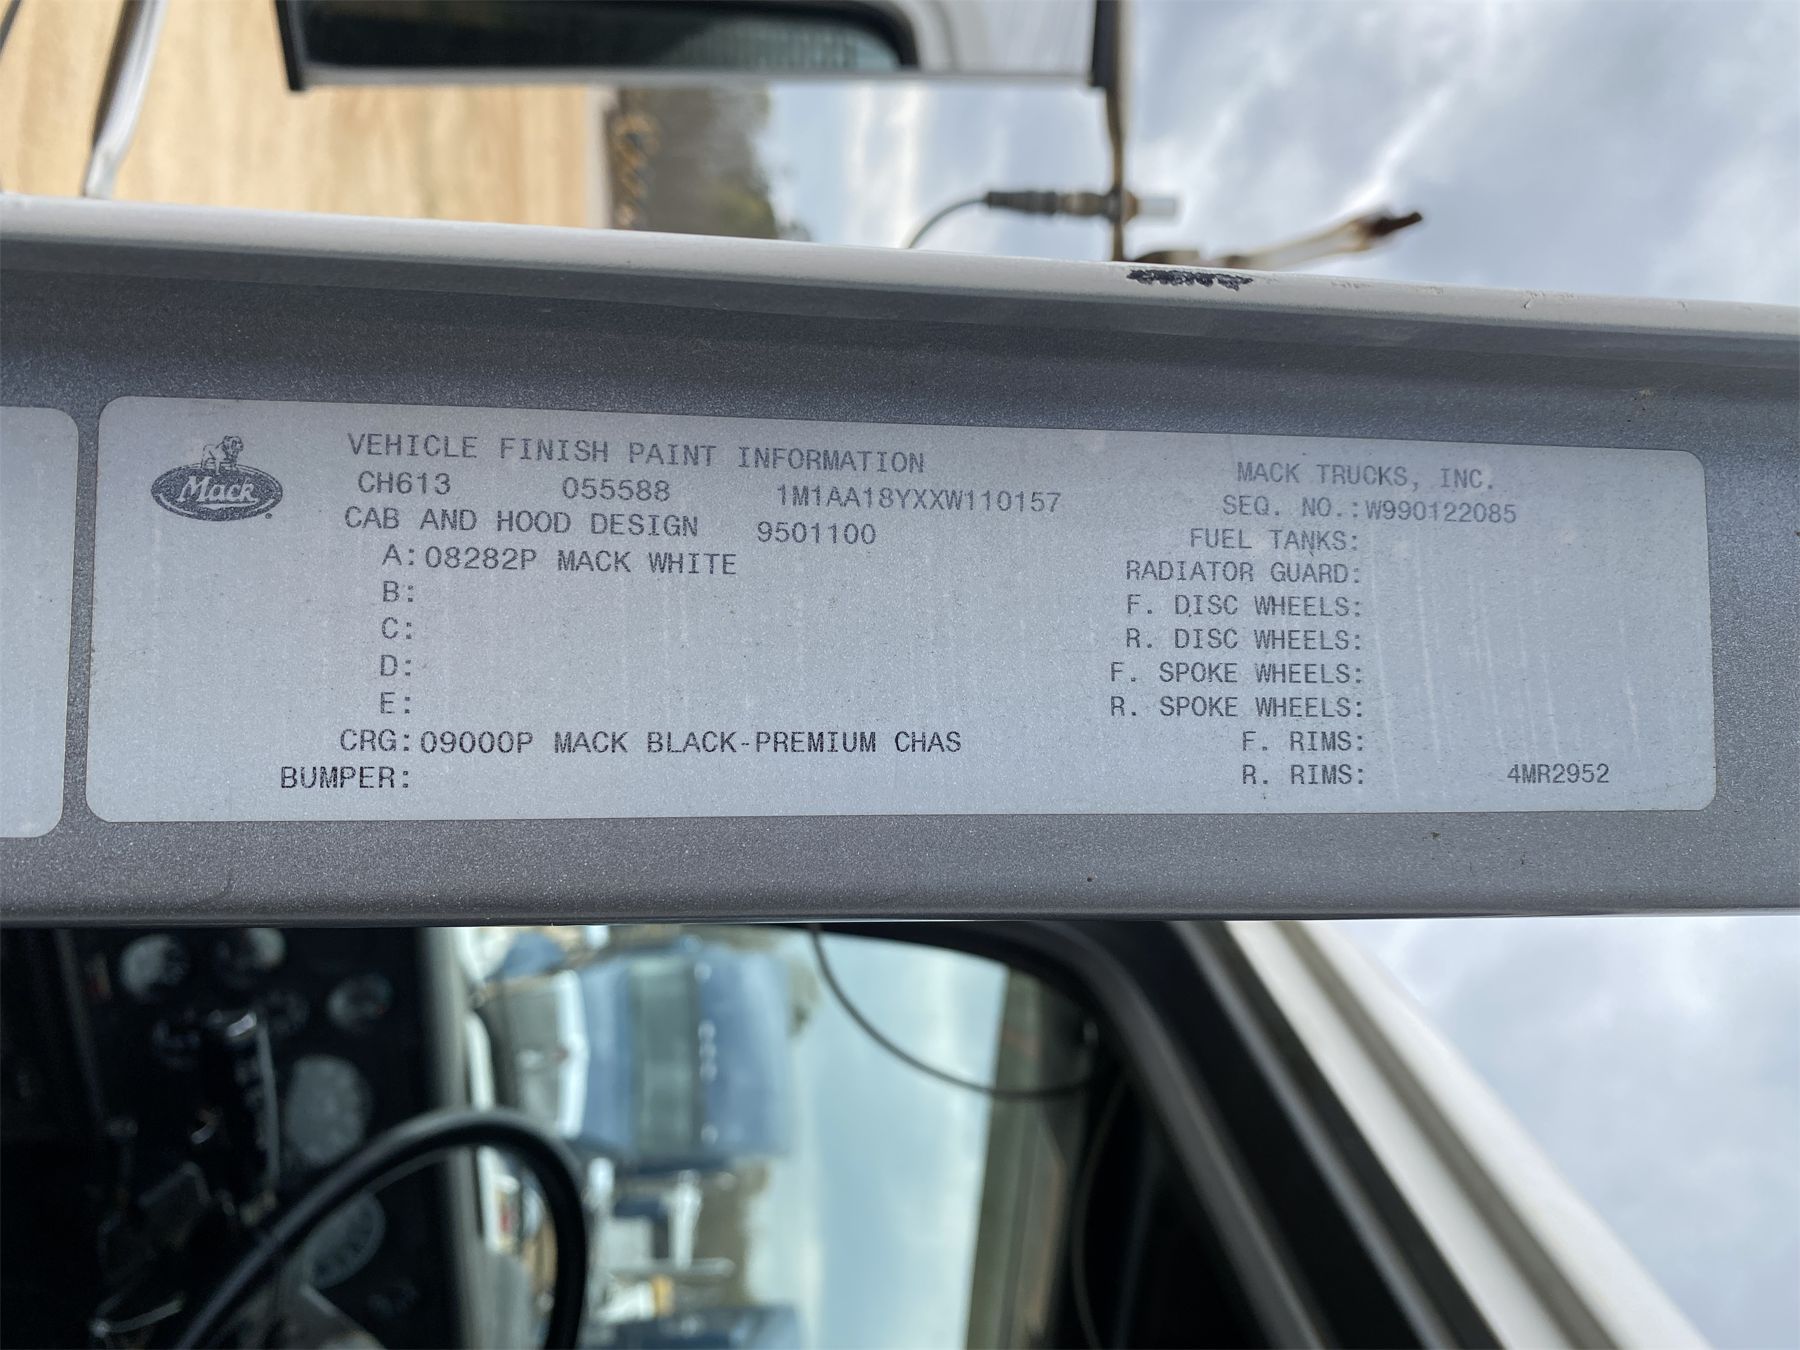 Mack
VEHICLE FINISH PAINT INFORMATION
CH613 055588 1M1AA18YXXW110157
CAB AND HOOD DESIGN 9501100
A:08282P MACK WHITE
B:
C:
D:
E:
CRG:09000P MACK BLACK-PREMIUM CHAS
BUMPER:
MACK TRUCKS, INC.
SEQ. NO.:W990122085
FUEL TANKS:
RADIATOR GUARD:
F. DISC WHEELS:
R. DISC WHEELS:
F. SPOKE WHEELS:
R. SPOKE WHEELS:
F. RIMS:
R. RIMS: 4MR2952